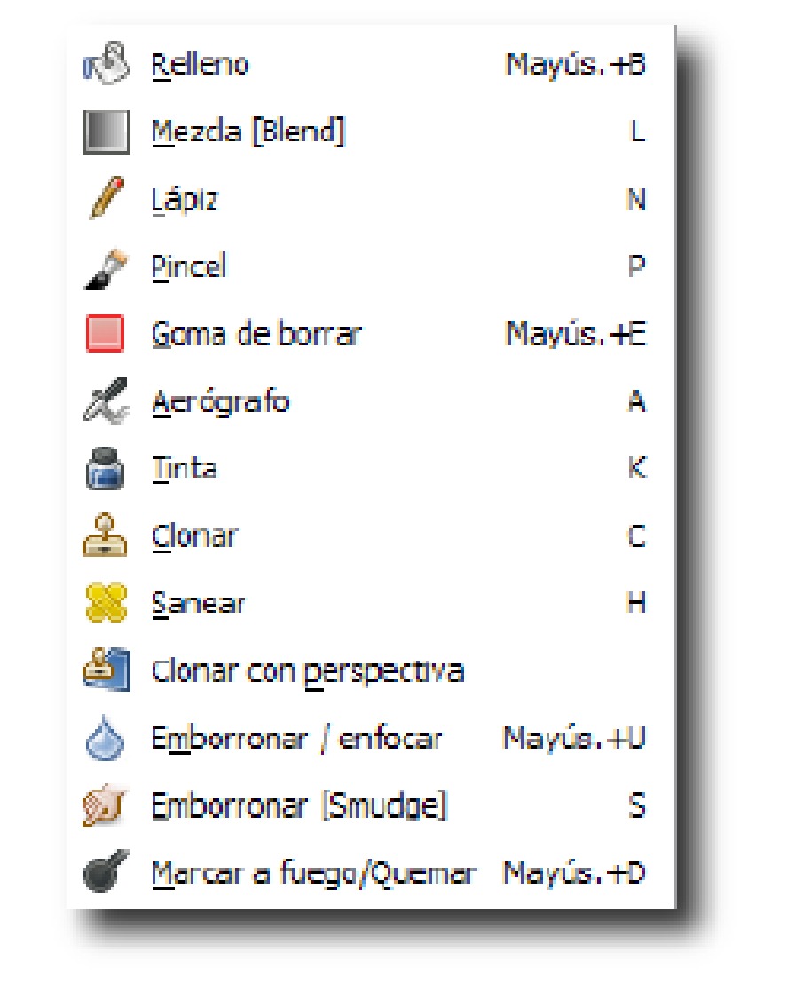 Relleno Mayús.+B
Mezcla [Blend] L
Lápiz N
Pincel P
Goma de borrar Mayús.+E
Aerógrafo A
Tinta K
Clonar C
Sanear H
Clonar con perspectiva
Emborronar / enfocar Mayús.+U
Emborronar [Smudge] S
Marcar a fuego/Quemar Mayús.+D